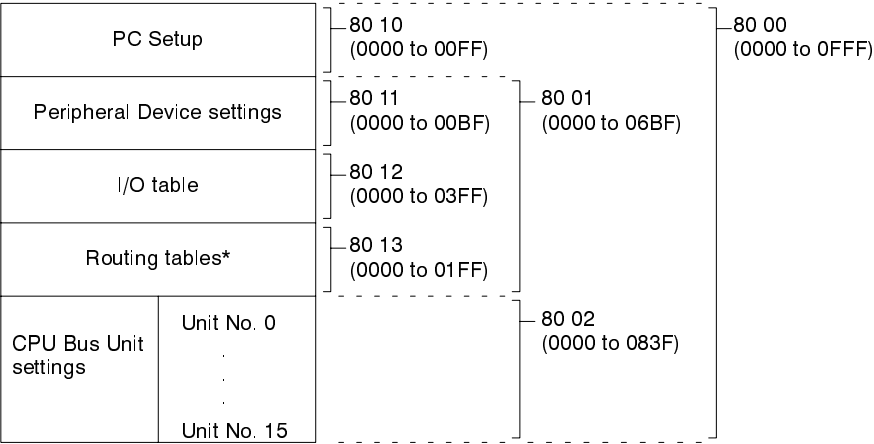 PC Setup
80 10
(0000 to 00FF)
80 00
(0000 to 0FFF)
Peripheral Device settings
80 11
(0000 to 00BF)
80 01
(0000 to 06BF)
I/O table
80 12
(0000 to 03FF)
Routing tables*
80 13
(0000 to 01FF)
CPU Bus Unit
settings
Unit No. 0
.
.
.
Unit No. 15
80 02
(0000 to 083F)